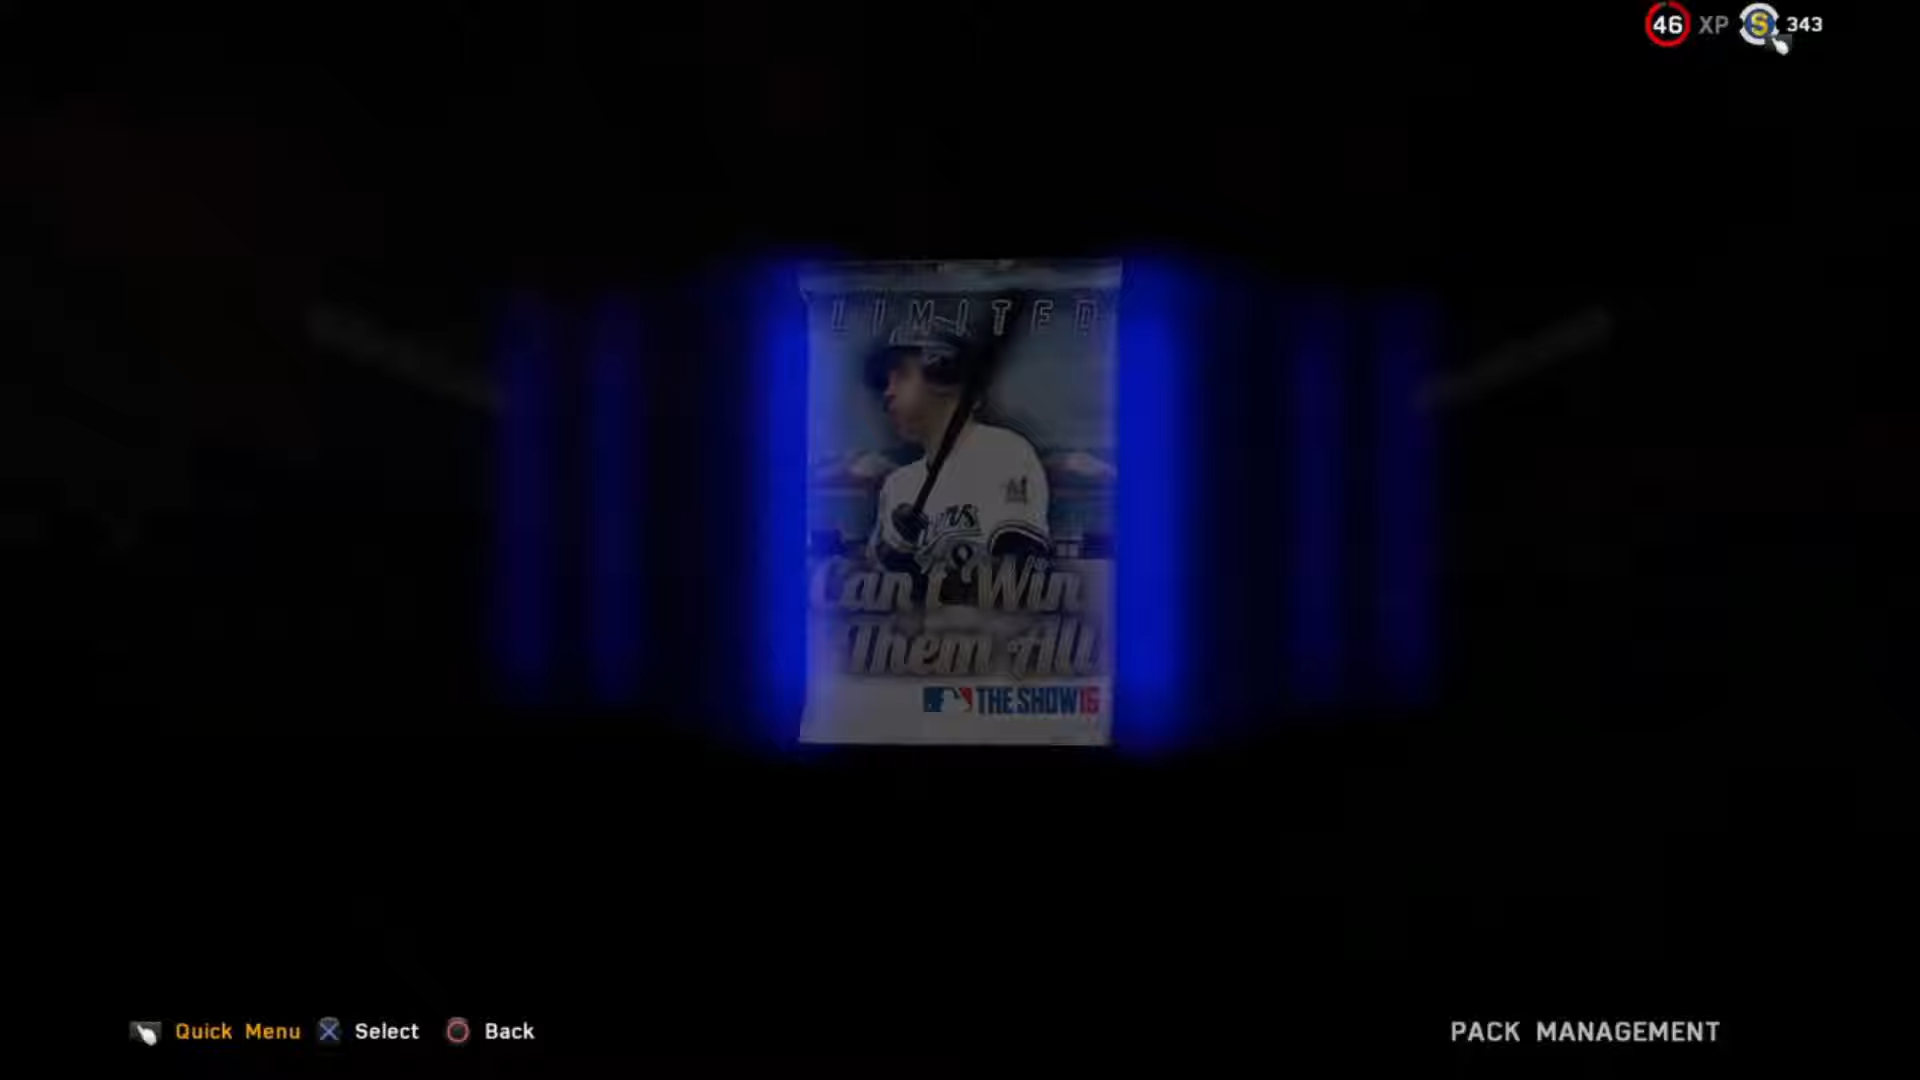 46 XP S 343
LIMITED
M
Can't Win
Them All
THE SHOW16
Quick Menu Select Back
PACK MANAGEMENT